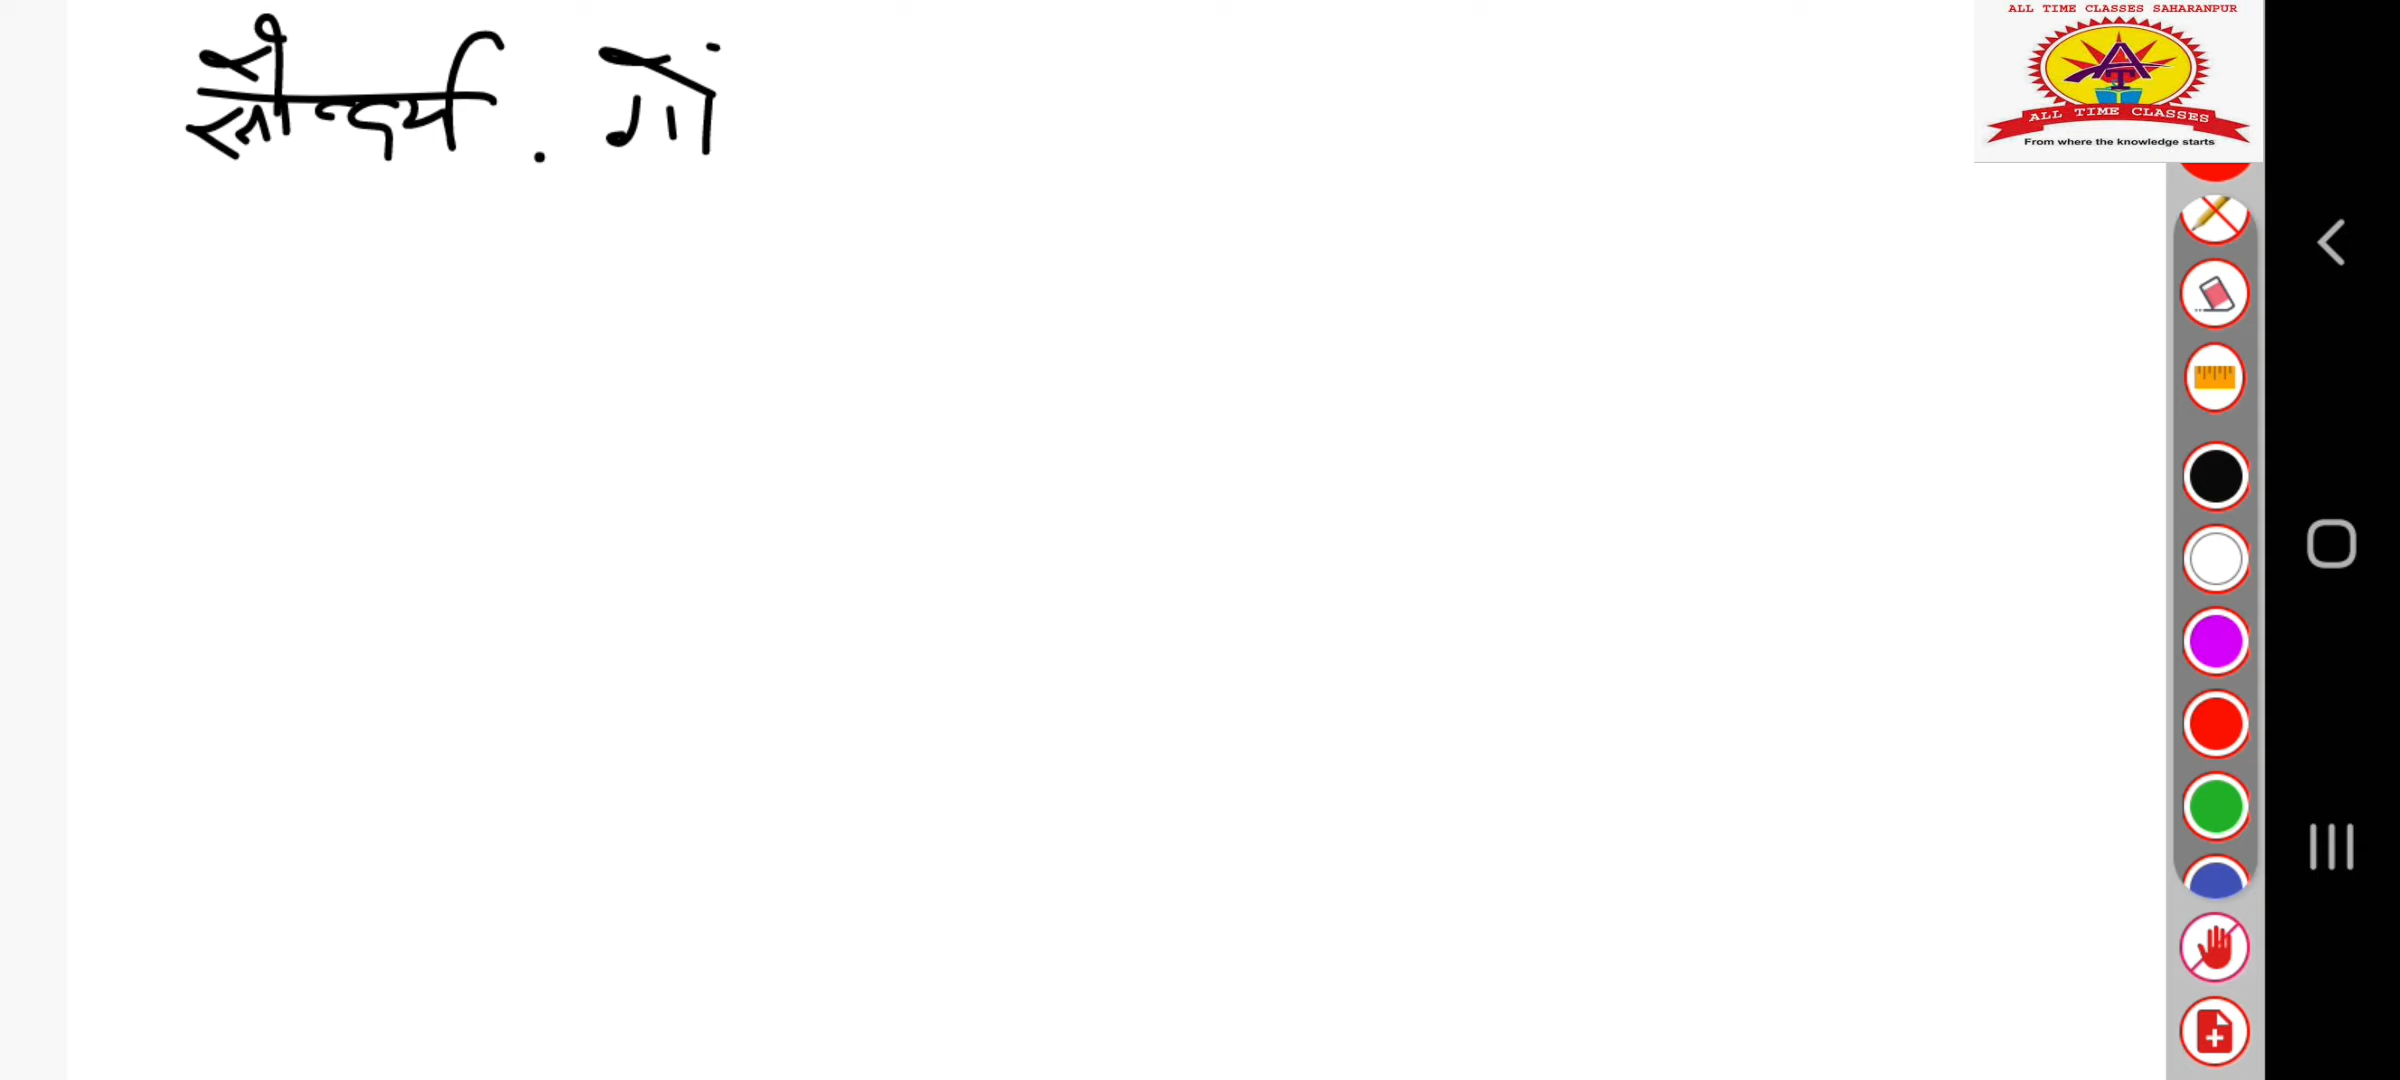 ALL TIME CLASSES SAHARANPUR
सौन्दर्य . गों
ALL TIME CLASSES
From where the knowledge starts